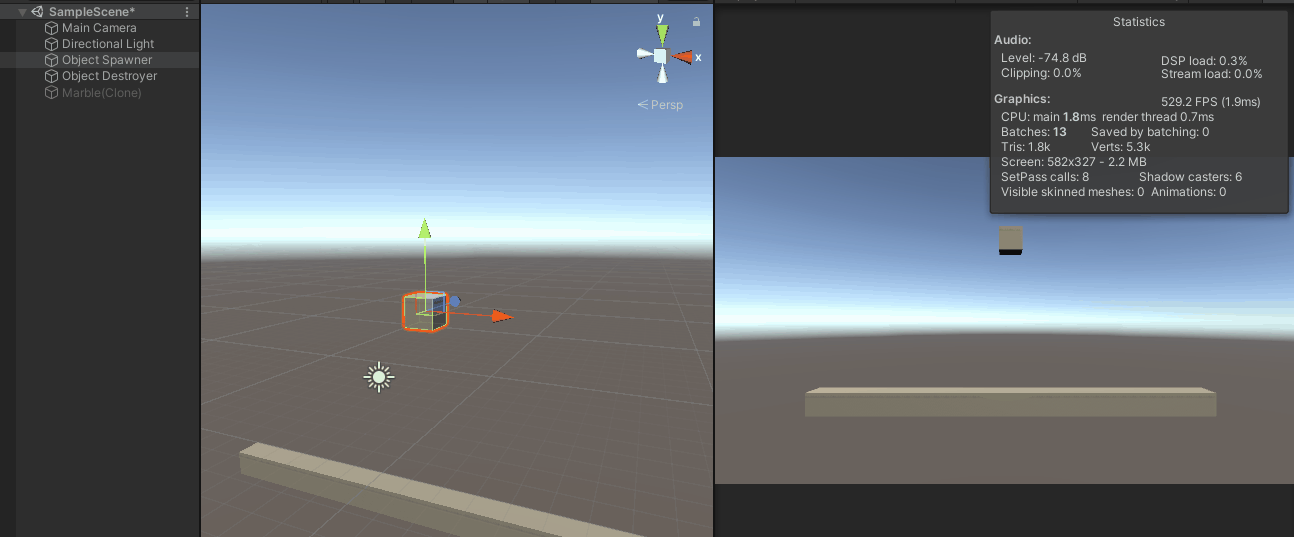 SampleScene*
Main Camera
Directional Light
Object Spawner
Object Destroyer
Marble(Clone)
y
x
Persp
Statistics
Audio:
Level: -74.8 dB DSP load: 0.3%
Clipping: 0.0% Stream load: 0.0%
Graphics: 529.2 FPS (1.9ms)
CPU: main 1.8ms render thread 0.7ms
Batches: 13 Saved by batching: 0
Tris: 1.8k Verts: 5.3k
Screen: 582x327 - 2.2 MB
SetPass calls: 8 Shadow casters: 6
Visible skinned meshes: 0 Animations: 0